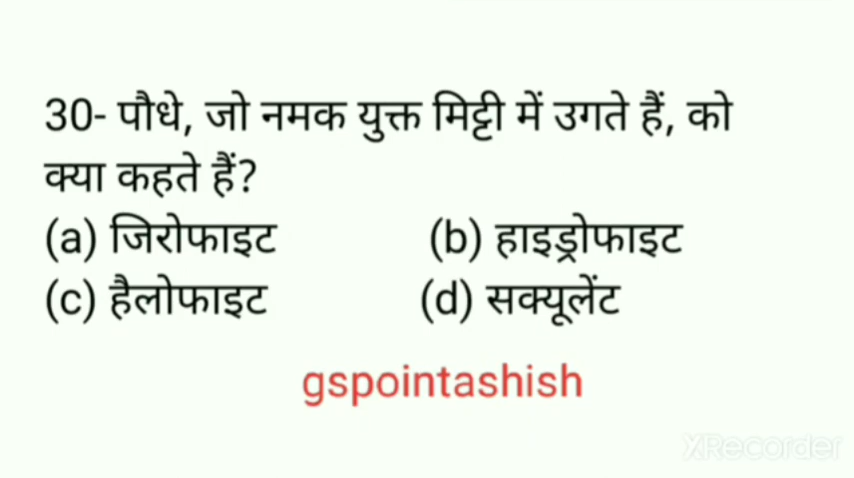 30- पौधे, जो नमक युक्त मिट्टी में उगते हैं, को
क्या कहते हैं?
(a) जिरोफाइट (b) हाइड्रोफाइट
(c) हैलोफाइट (d) सक्यूलेंट
gspointashish
XRecorder